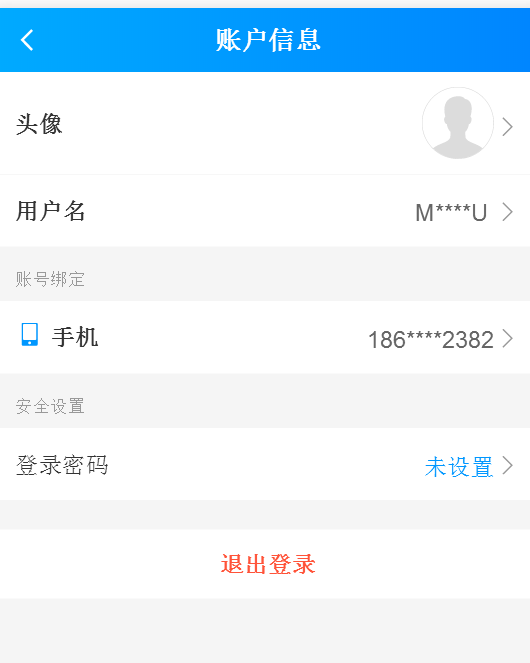 账户信息
头像
用户名 M****U
账号绑定
手机 186****2382
安全设置
登录密码 未设置
退出登录